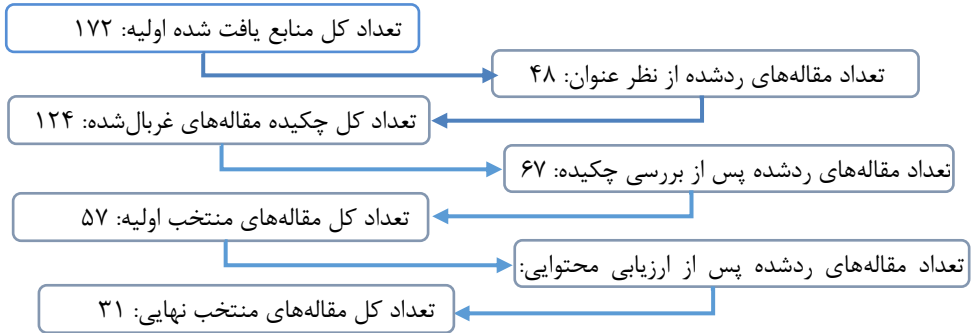 تعداد کل منابع یافت شده اولیه: ۱۷۲
تعداد مقاله‌های ردشده از نظر عنوان: ۴۸
تعداد کل چکیده مقاله‌های غربال‌شده: ۱۲۴
تعداد مقاله‌های ردشده پس از بررسی چکیده: ۶۷
تعداد کل مقاله‌های منتخب اولیه: ۵۷
تعداد مقاله‌های ردشده پس از ارزیابی محتوایی:
تعداد کل مقاله‌های منتخب نهایی: ۳۱